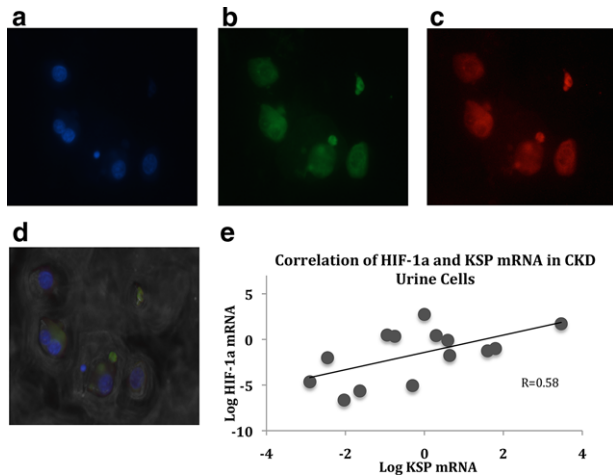 a
b
c
d
e
Correlation of HIF-1a and KSP mRNA in CKD
Urine Cells
Log HIF-1a mRNA
5
0
-5
-10
R=0.58
-4
-2
0
2
4
Log KSP mRNA